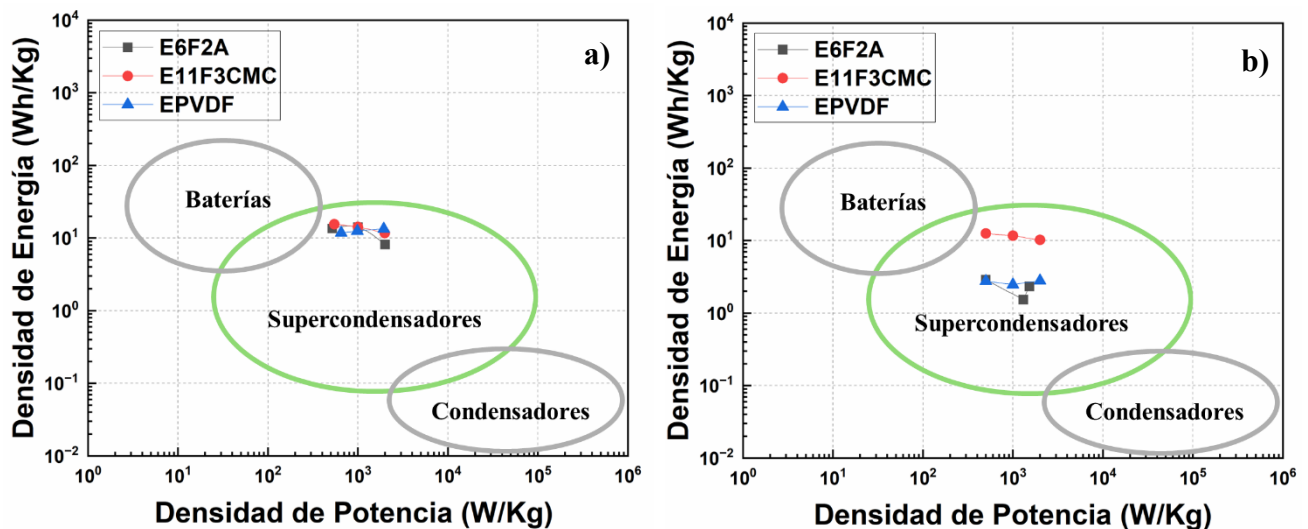 a)
E6F2A
E11F3CMC
EPVDF
Baterías
Supercondensadores
Condensadores
Densidad de Energía (Wh/Kg)
10⁴
10³
10²
10¹
10⁰
10⁻¹
10⁻²
10⁰ 10¹ 10² 10³ 10⁴ 10⁵ 10⁶
Densidad de Potencia (W/Kg)
b)
E6F2A
E11F3CMC
EPVDF
Baterías
Supercondensadores
Condensadores
Densidad de Energía (Wh/Kg)
10⁴
10³
10²
10¹
10⁰
10⁻¹
10⁻²
10⁰ 10¹ 10² 10³ 10⁴ 10⁵ 10⁶
Densidad de Potencia (W/Kg)